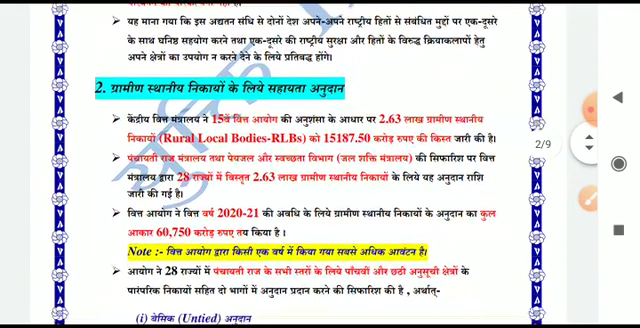 यह माना गया कि इस अद्यतन संधि से दोनों देश अपने-अपने राष्ट्रीय हितों से संबंधित मुद्दों पर एक-दूसरे
के साथ घनिष्ठ सहयोग करने तथा एक-दूसरे की राष्ट्रीय सुरक्षा और हितों के विरुद्ध क्रियाकलापों हेतु
अपने क्षेत्रों का उपयोग न करने देने के लिये प्रतिबद्ध होंगे।
2. ग्रामीण स्थानीय निकायों के लिये सहायता अनुदान
केंद्रीय वित्त मंत्रालय ने 15वें वित्त आयोग की अनुशंसा के आधार पर 2.63 लाख ग्रामीण स्थानीय
निकायों (Rural Local Bodies-RLBs) को 15187.50 करोड़ रुपए की किस्त जारी की है।
पंचायती राज मंत्रालय तथा पेयजल और स्वच्छता विभाग (जल शक्ति मंत्रालय) की सिफारिश पर वित्त
मंत्रालय द्वारा 28 राज्यों में विस्तृत 2.63 लाख ग्रामीण स्थानीय निकायों के लिये यह अनुदान राशि
जारी की गई है।
वित्त आयोग ने वित्त वर्ष 2020-21 की अवधि के लिये ग्रामीण स्थानीय निकायों के अनुदान का कुल
आकार 60,750 करोड़ रुपए तय किया है।
Note :- वित्त आयोग द्वारा किसी एक वर्ष में किया गया सबसे अधिक आवंटन है।
आयोग ने 28 राज्यों में पंचायती राज के सभी स्तरों के लिये पाँचवीं और छठी अनुसूची क्षेत्रों के
पारंपरिक निकायों सहित दो भागों में अनुदान प्रदान करने की सिफारिश की है, अर्थात्-
(i) बेसिक (Untied) अनुदान
2/9